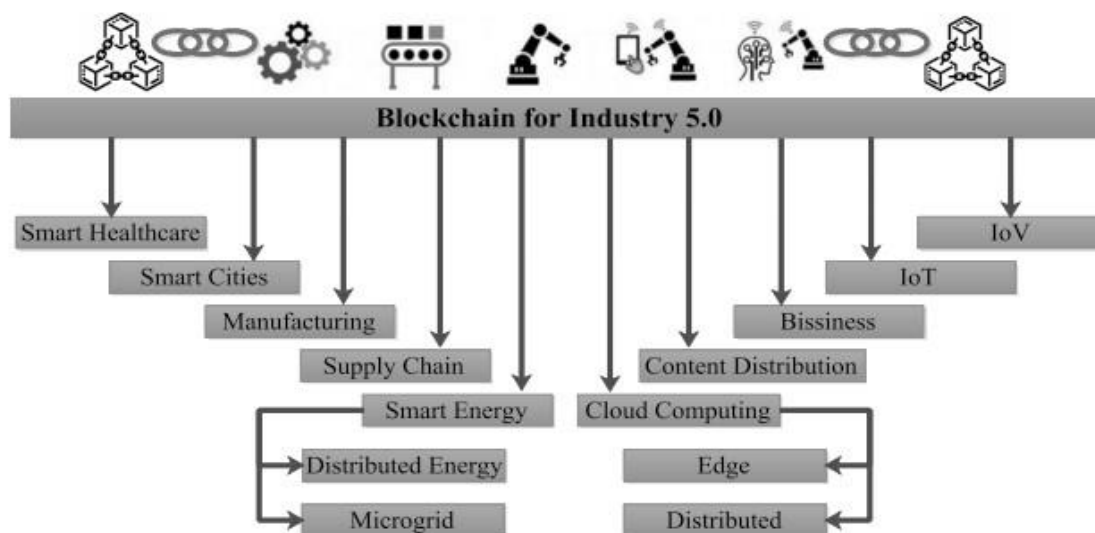 Blockchain for Industry 5.0
Smart Healthcare
IoV
Smart Cities
IoT
Manufacturing
Bissiness
Supply Chain
Content Distribution
Smart Energy
Cloud Computing
Distributed Energy
Edge
Microgrid
Distributed